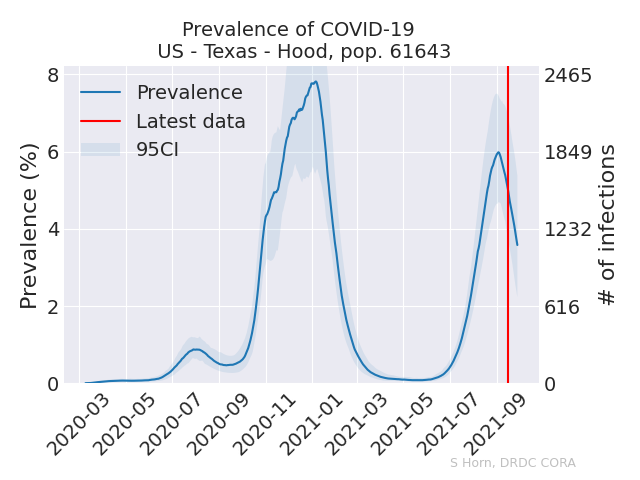 Prevalence of COVID-19
US - Texas - Hood, pop. 61643
8
6
4
2
0
Prevalence (%)
Prevalence
Latest data
95CI
2465
1849
1232
616
0
# of infections
2020-03
2020-05
2020-07
2020-09
2020-11
2021-01
2021-03
2021-05
2021-07
2021-09
S Horn, DRDC CORA